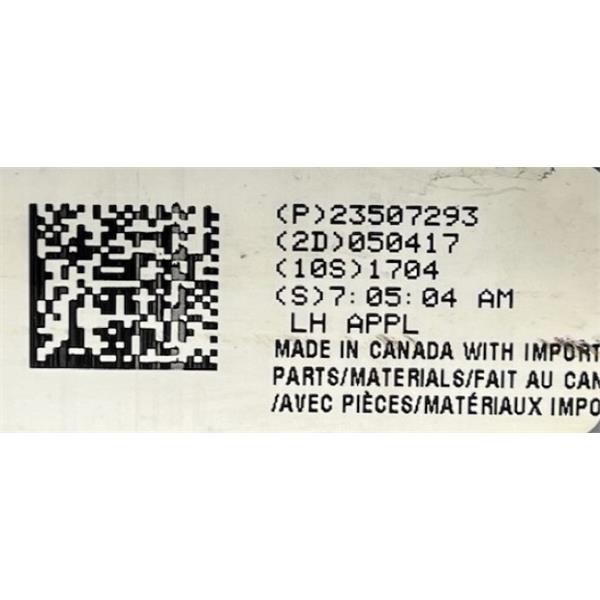 (P)23507293
(2D)050417
(10S)1704
(S)7:05:04 AM
LH APPL
MADE IN CANADA WITH IMPORT
PARTS/MATERIALS/FAIT AU CAN
/AVEC PIÈCES/MATÉRIAUX IMPO